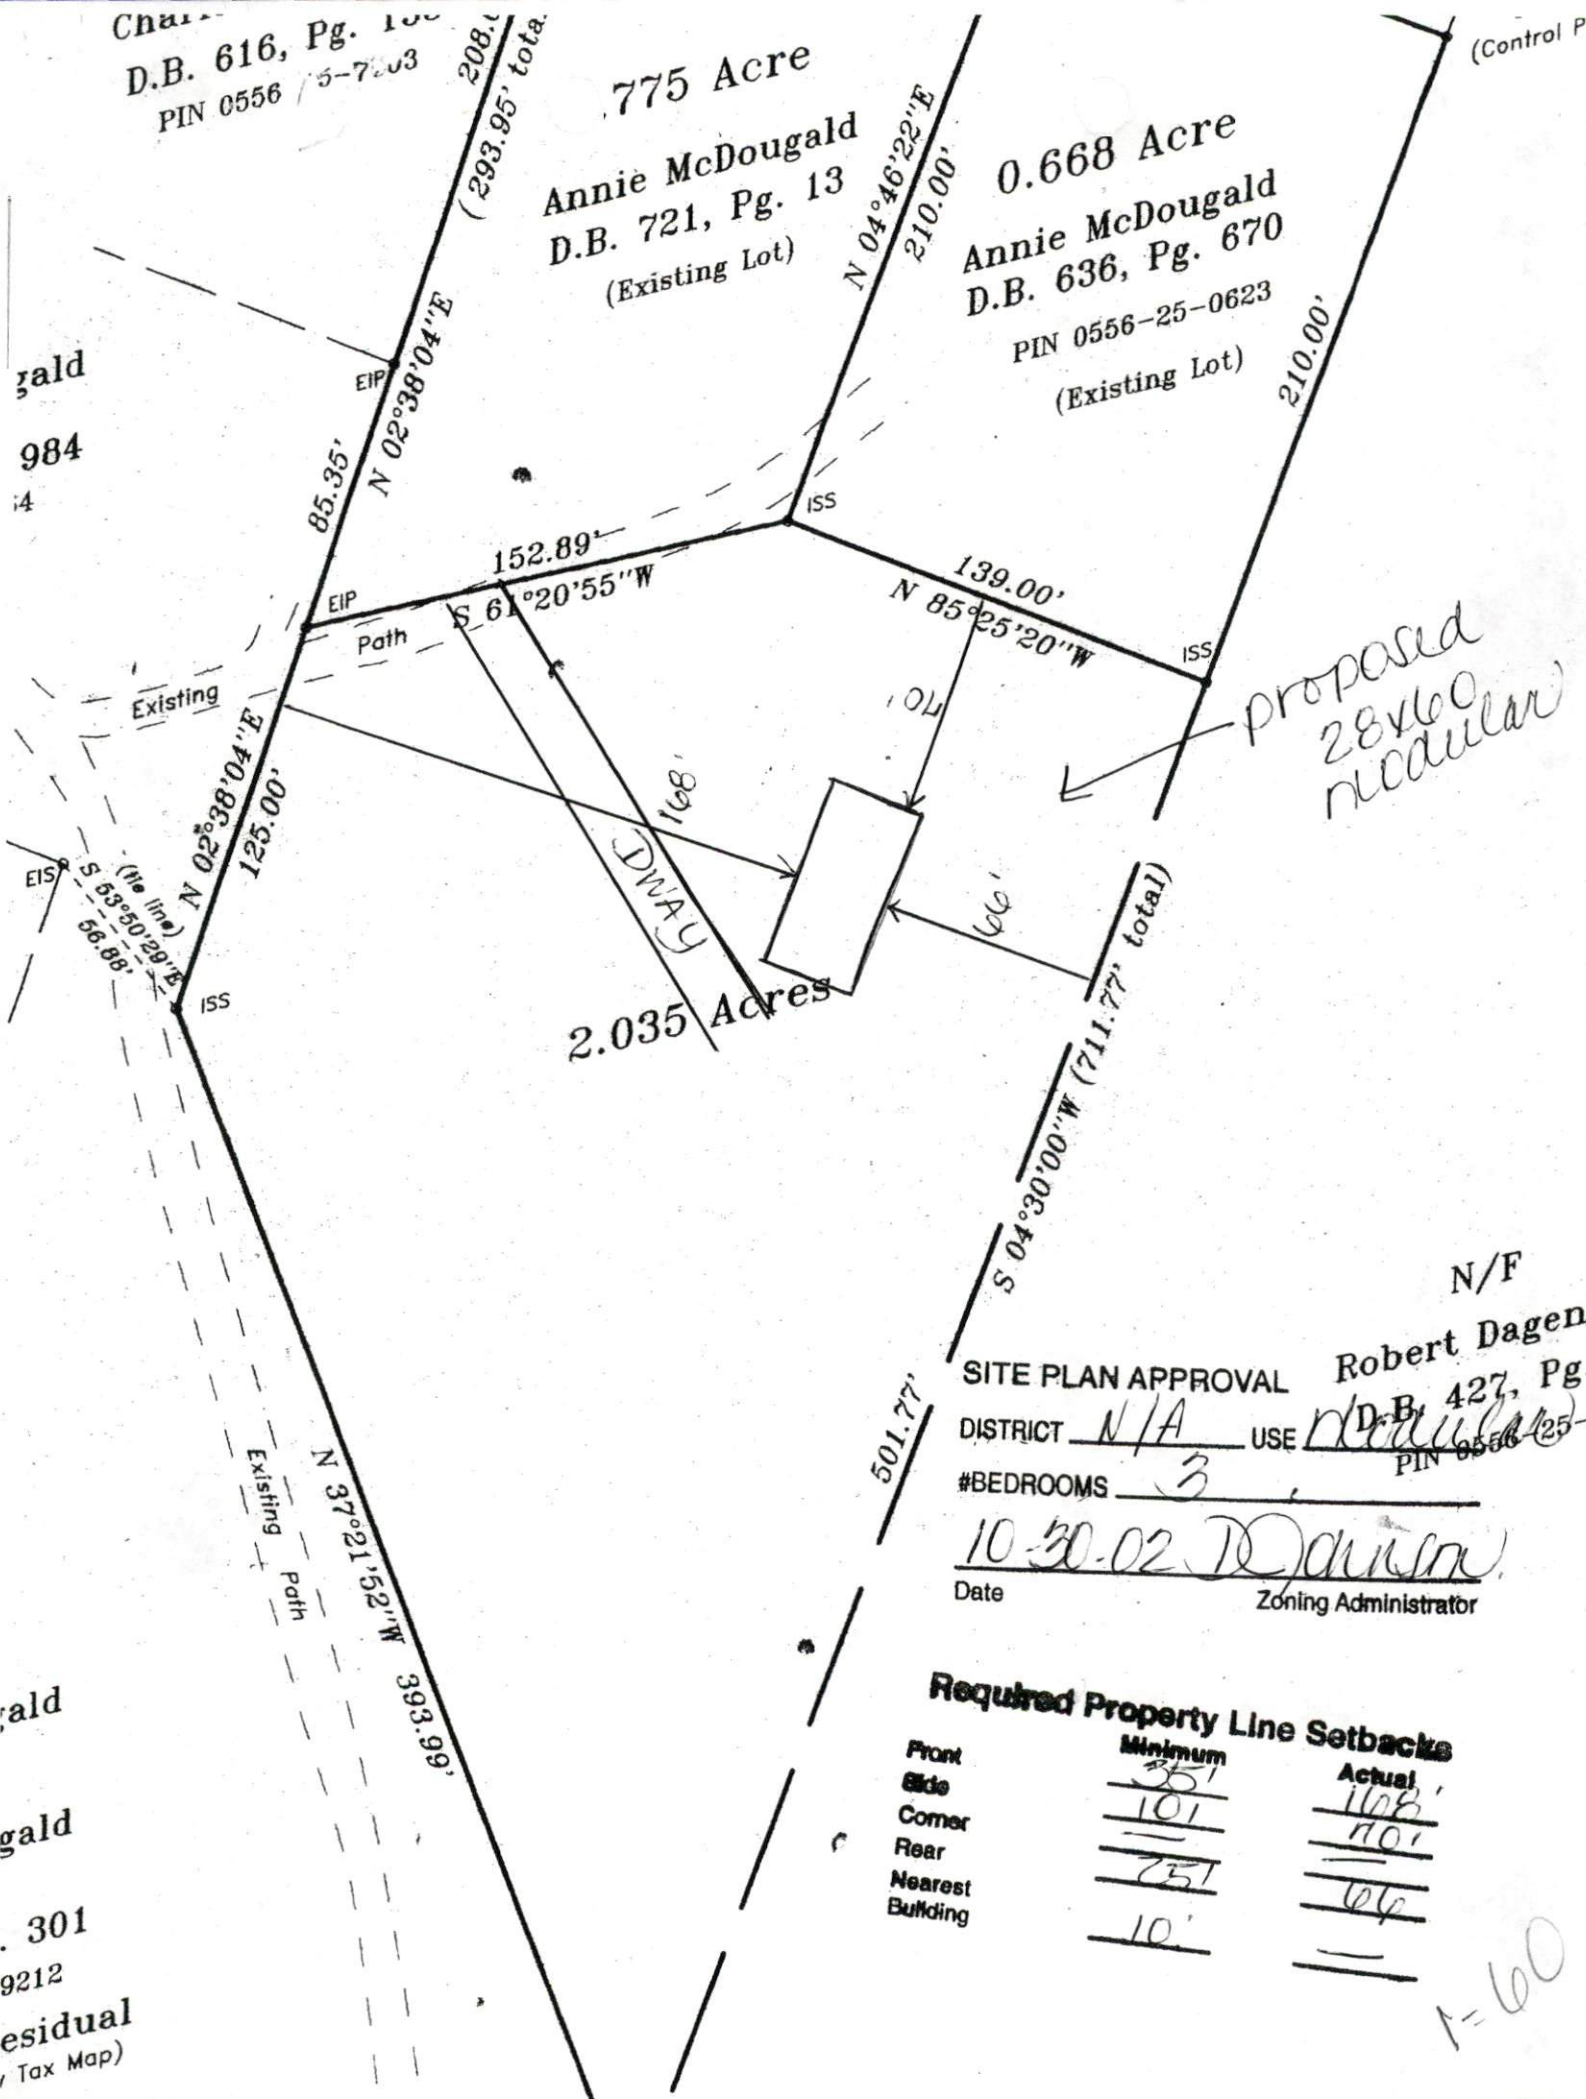 D.B. 616, Pg.
PIN 0556
(293.95'
.775 Acre
Annie McDougald
D.B. 721, Pg. 13
(Existing Lot)
N 04°46'22"E
210.00'
0.668 Acre
Annie McDougald
D.B. 636, Pg. 670
PIN 0556-25-0623
(Existing Lot)
210.00'
(Control P
gald
984
EIP
N 02°38'04"E
85.35'
152.89'
S 61°20'55"W
ISS
139.00'
N 85°25'20"W
ISS
EIP
Path
Existing
N 02°38'04"E
125.00'
EIS
(tie line)
S 53°50'29"E
56.88'
ISS
70'
168'
DWAY
66'
proposed
28x60
modular
2.035 Acres
S 04°30'00"W (711.77' total)
501.77'
N 37°21'52"W 393.99'
Existing Path
N/F
Robert Dagen
D.B. 427, Pg
PIN 0556-25-
SITE PLAN APPROVAL
DISTRICT N/A USE modular
#BEDROOMS 3
10-30-02 D Johnson
Date Zoning Administrator
Required Property Line Setbacks
Minimum Actual
Front 35' 168'
Side 10' 70'
Corner — —
Rear 25' 66
Nearest
Building 10' —
1=60
gald
gald
. 301
9212
esidual
Tax Map)